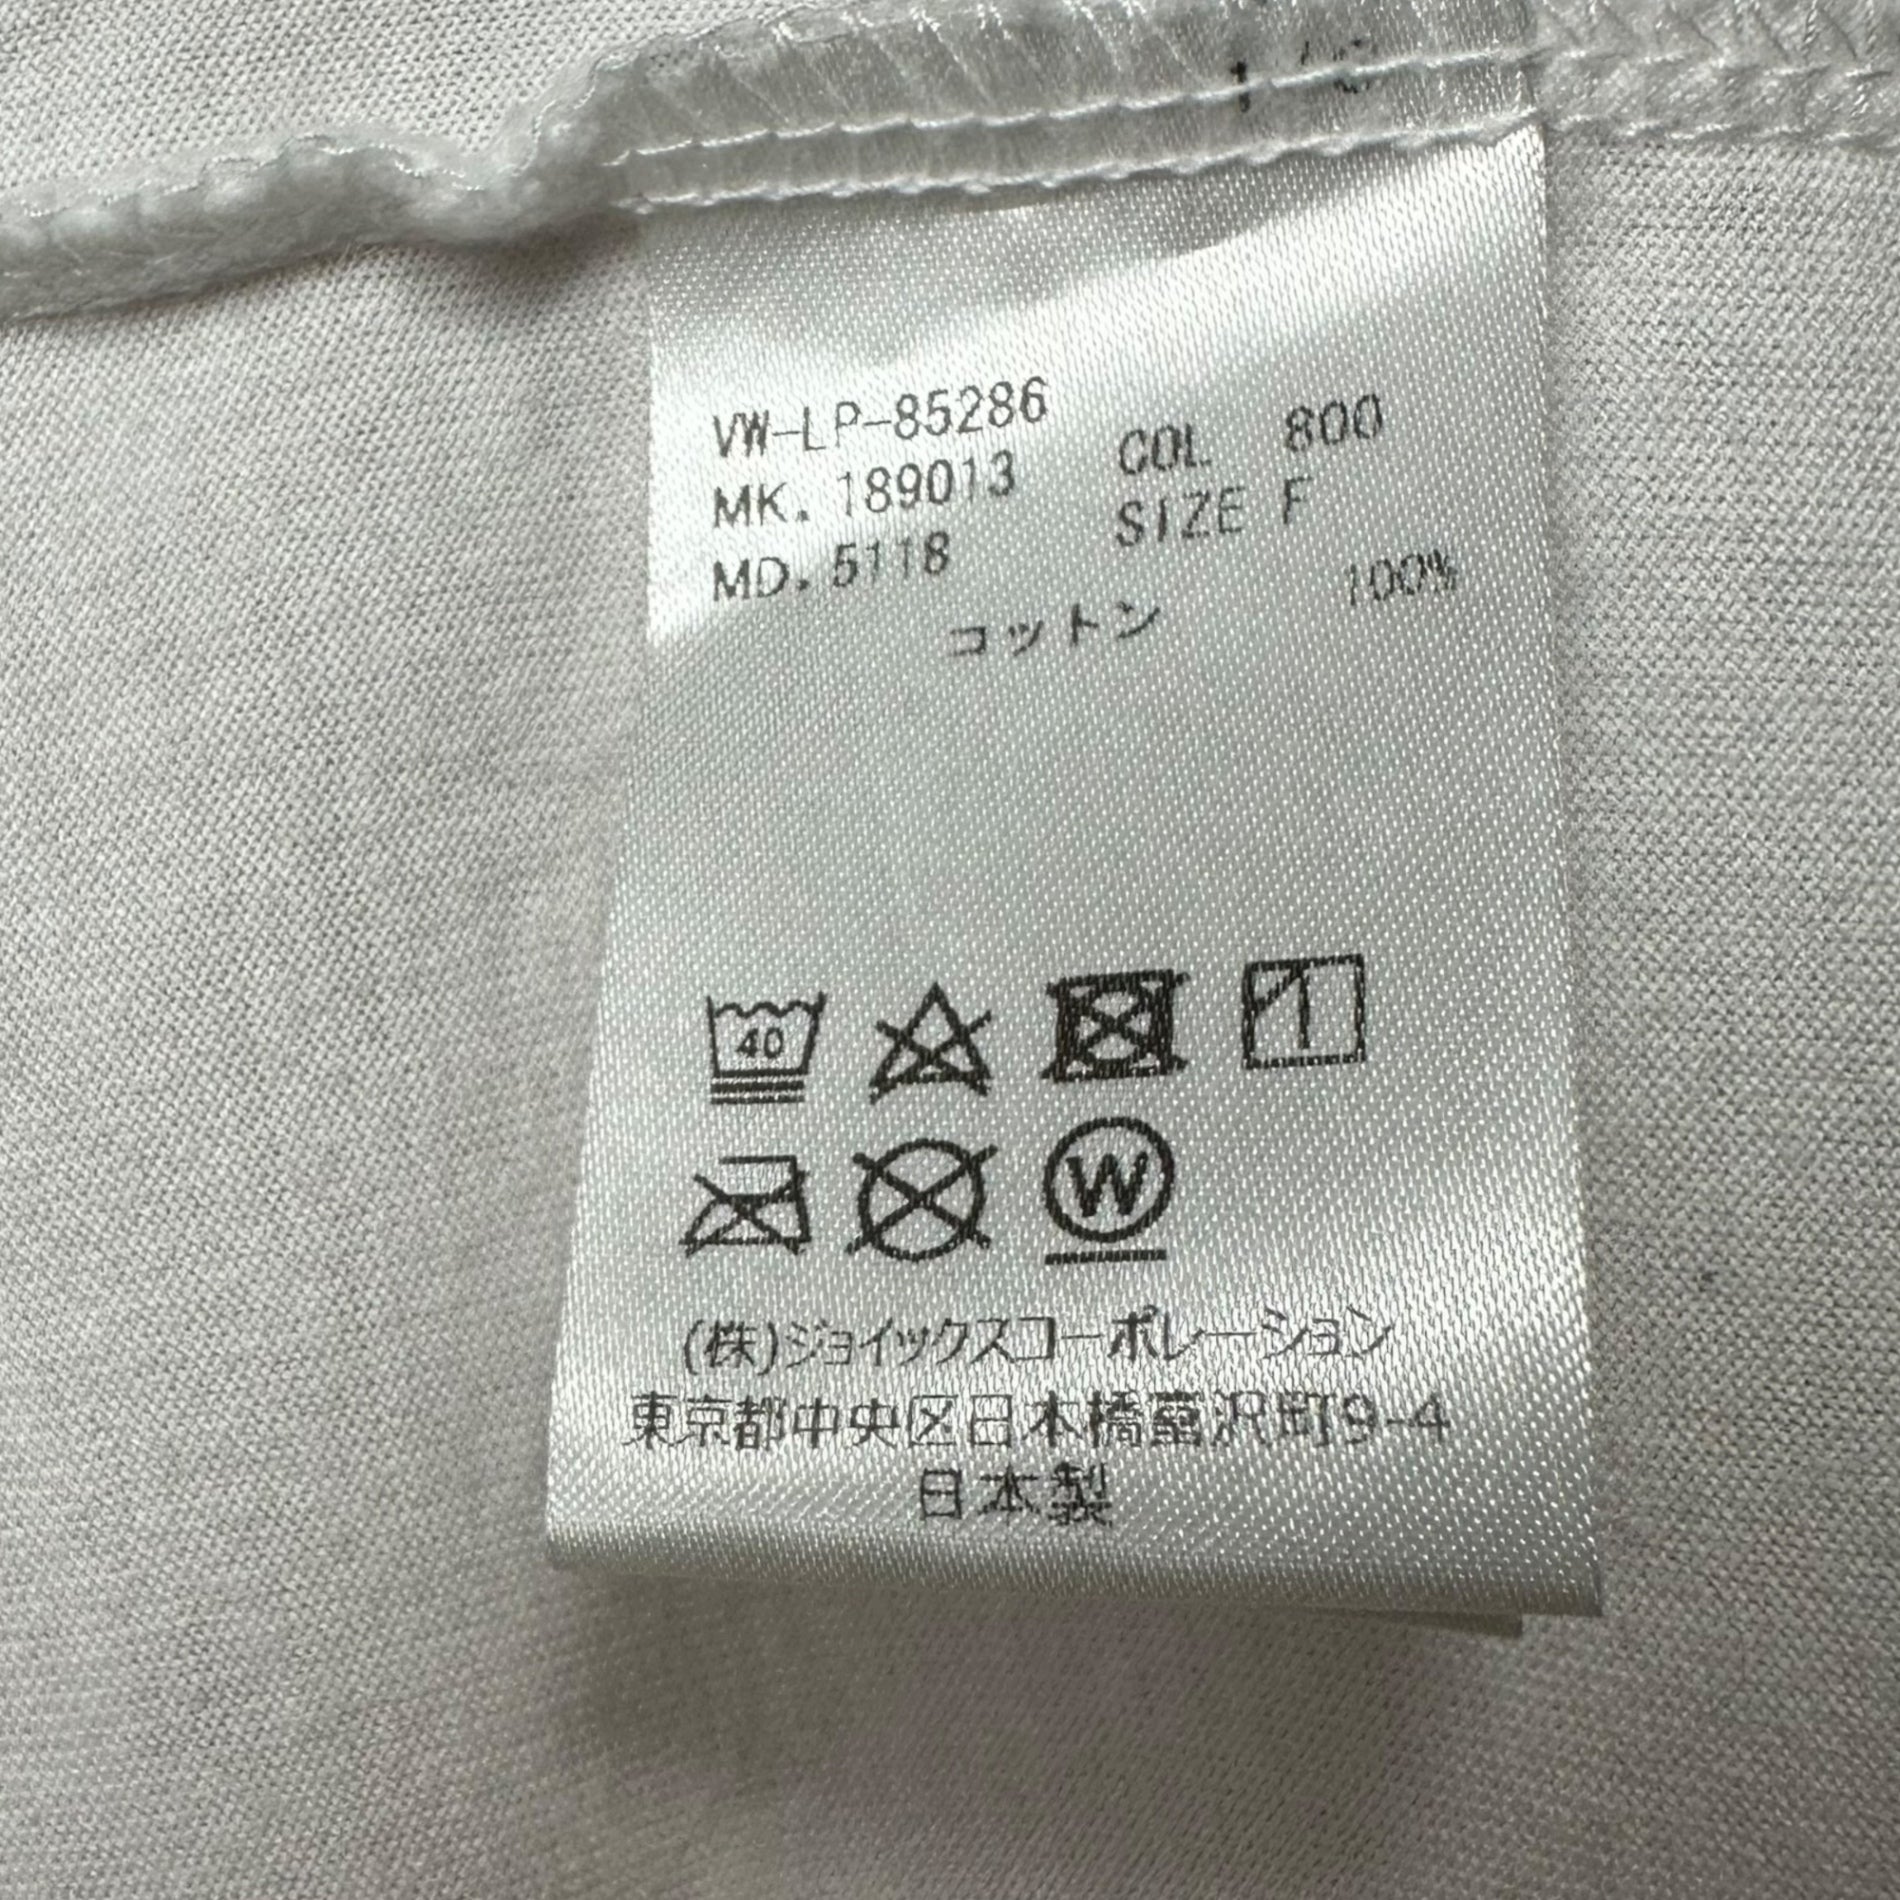 VW-LP-85286
MK. 189013 COL 800
MD. 5118 SIZE F
コットン 100%
40
W
(株)ジョイックスコーポレーション
東京都中央区日本橋富沢町9-4
日本製